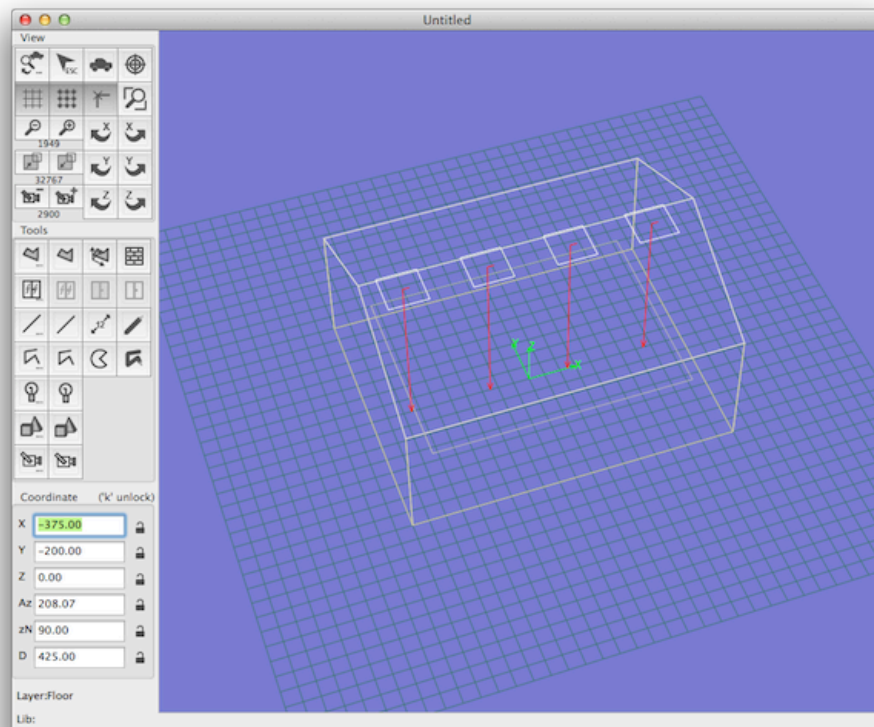 Untitled
View
ESC
X X
1949
Y Y
32767
Z Z
2900
Tools
12
Coordinate ('k' unlock)
X -375.00
Y -200.00
Z 0.00
Az 208.07
zN 90.00
D 425.00
Layer:Floor
Lib:
Y Z X